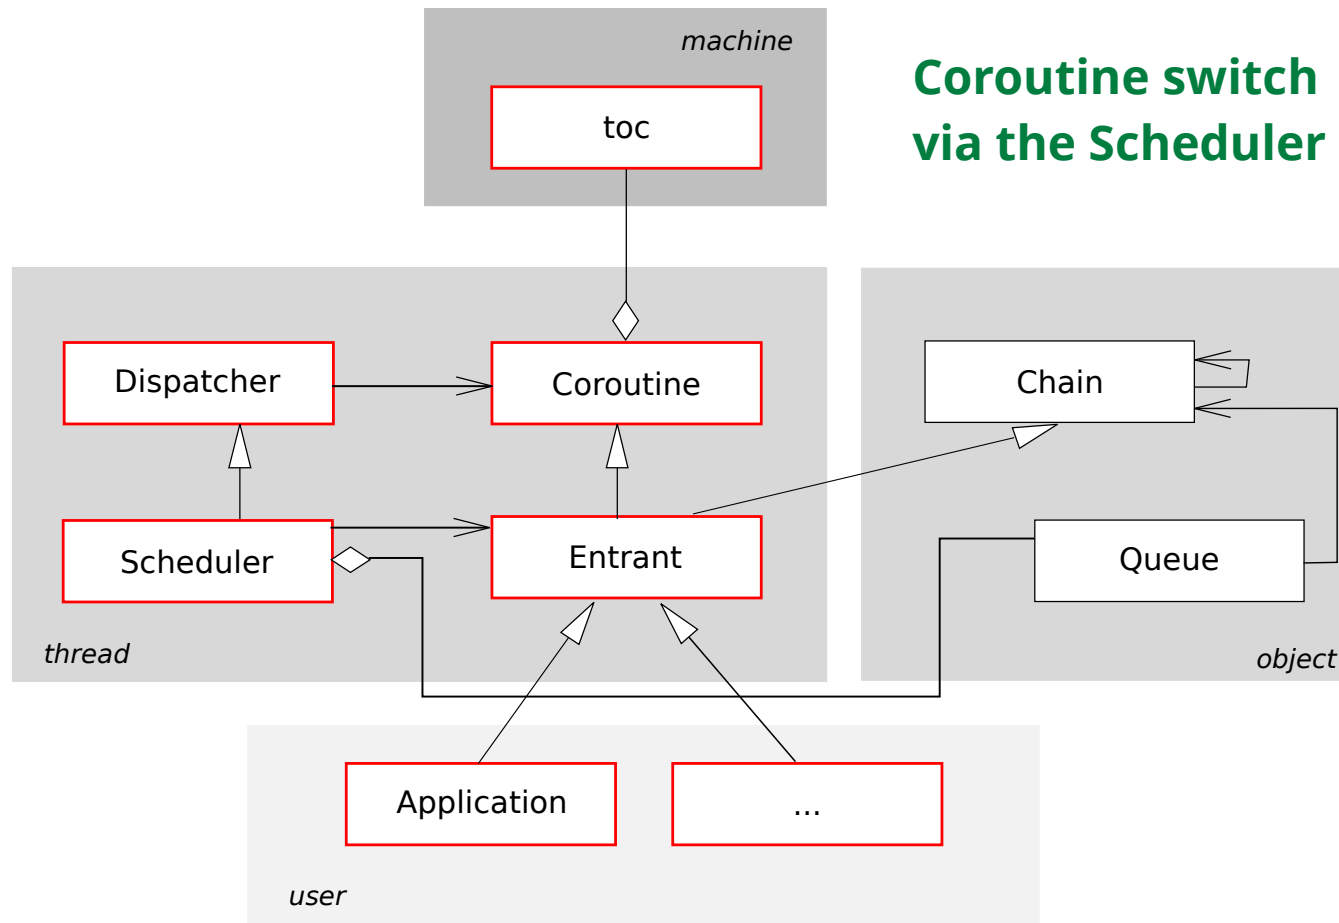 machine
toc
Coroutine switch
via the Scheduler
Dispatcher
Coroutine
Chain
Scheduler
Entrant
Queue
thread
object
Application
...
user